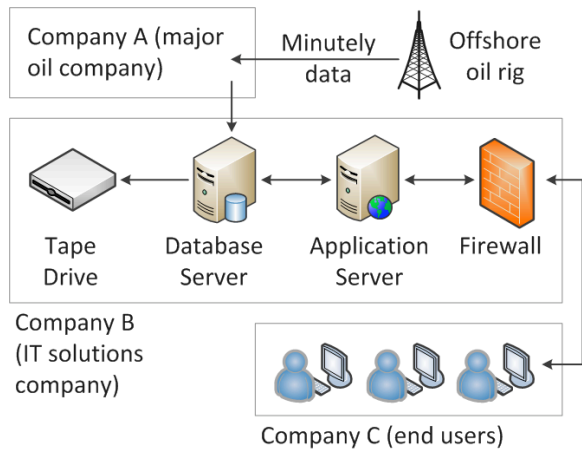 Company A (major
oil company)
Minutely
data
Offshore
oil rig
Tape
Drive
Database
Server
Application
Server
Firewall
Company B
(IT solutions
company)
Company C (end users)